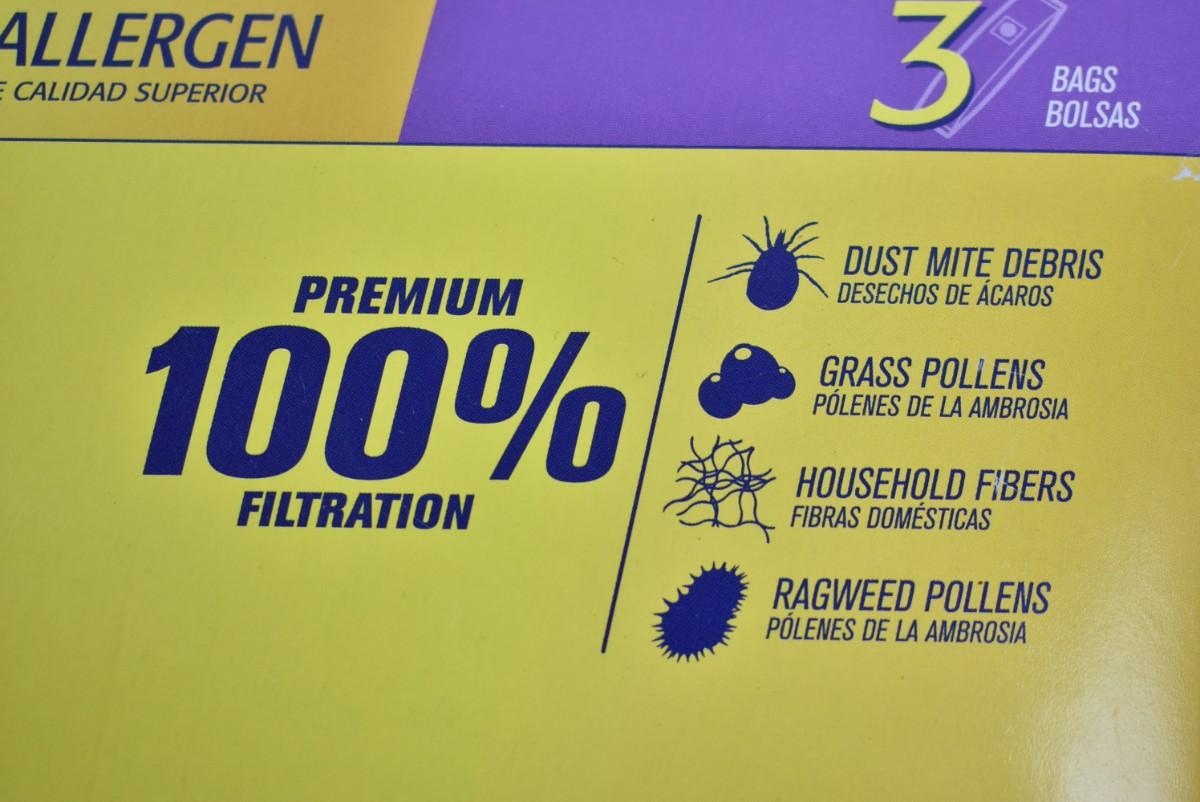 ALLERGEN
E CALIDAD SUPERIOR
3
BAGS
BOLSAS
PREMIUM
100%
FILTRATION
DUST MITE DEBRIS
DESECHOS DE ÁCAROS
GRASS POLLENS
PÓLENES DE LA AMBROSIA
HOUSEHOLD FIBERS
FIBRAS DOMÉSTICAS
RAGWEED POLLENS
PÓLENES DE LA AMBROSIA